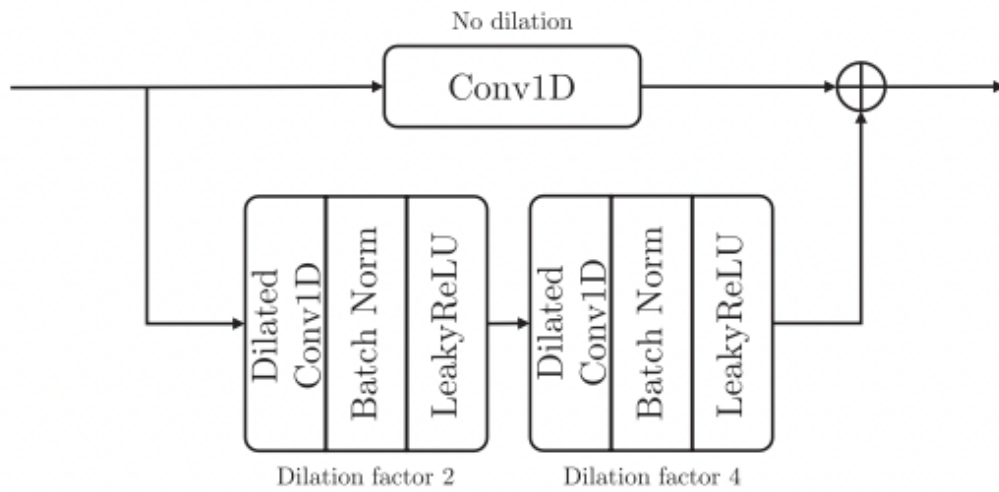 No dilation
Conv1D
Dilated
Conv1D
Batch Norm
LeakyReLU
Dilated
Conv1D
Batch Norm
LeakyReLU
Dilation factor 2
Dilation factor 4